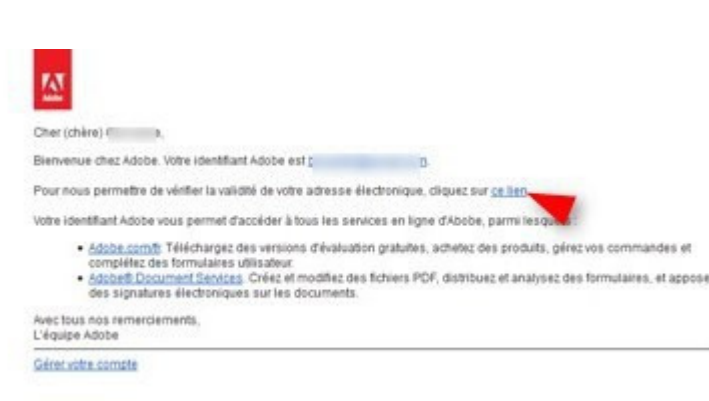 Adobe
Cher (chère)
Bienvenue chez Adobe. Votre identifiant Adobe est
Pour nous permettre de vérifier la validité de votre adresse électronique, cliquez sur ce lien
Votre identifiant Adobe vous permet d'accéder à tous les services en ligne d'Abobe, parmi lesquels :
• Adobe.com®: Téléchargez des versions d'évaluation gratuites, achetez des produits, gérez vos commandes et
complétez des formulaires utilisateur.
• Adobe® Document Services. Créez et modifiez des fichiers PDF, distribuez et analysez des formulaires, et appose
des signatures électroniques sur les documents.
Avec tous nos remerciements,
L'équipe Adobe
Gérer votre compte